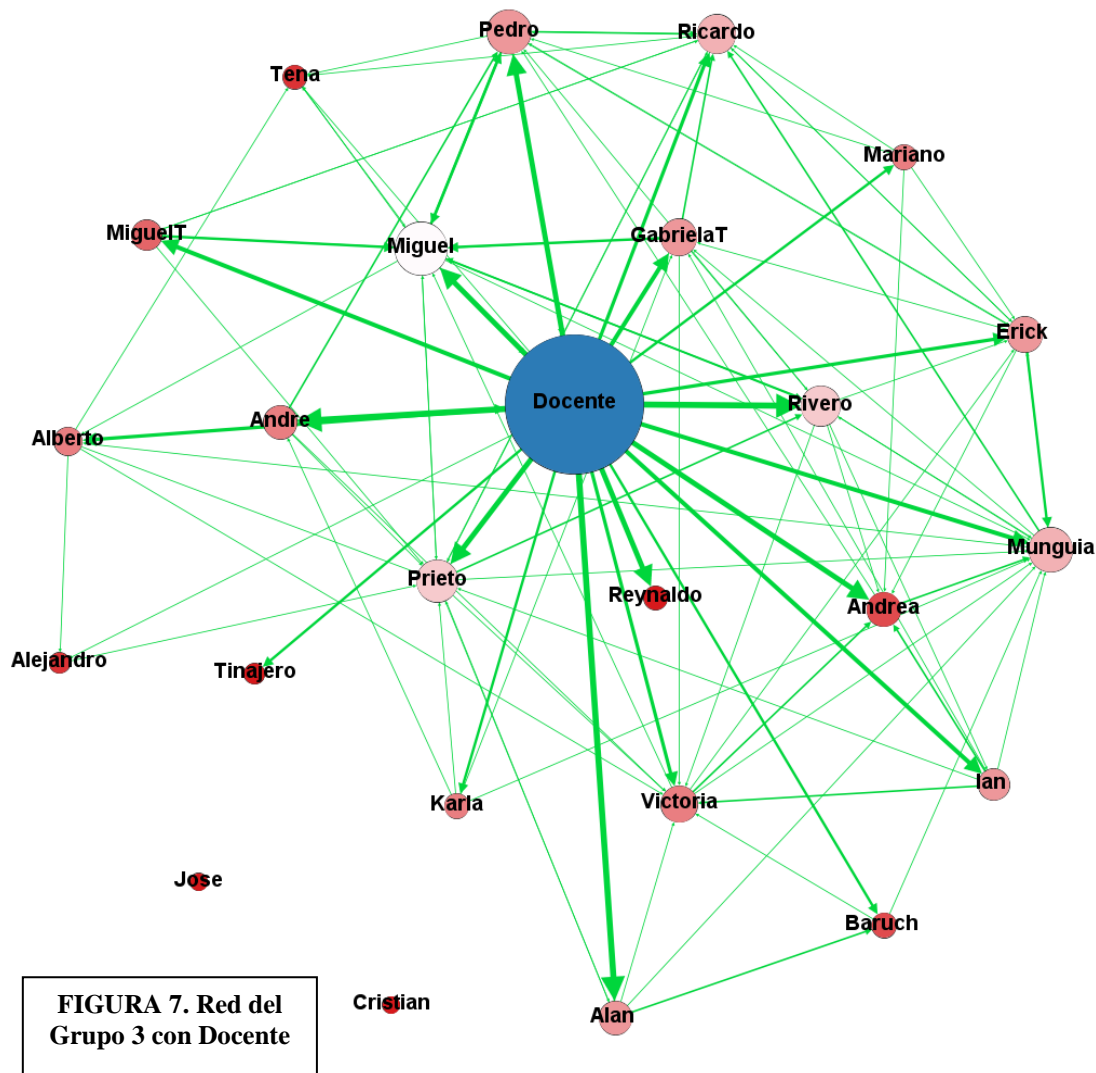 Pedro
Ricardo
Tena
Mariano
MiguelT
Miguel
GabrielaT
Erick
Docente
Rivero
Alberto
Andre
Munguia
Prieto
Reynaldo
Andrea
Alejandro
Tinajero
Ian
Karla
Victoria
Jose
Baruch
Cristian
Alan
FIGURA 7. Red del
Grupo 3 con Docente